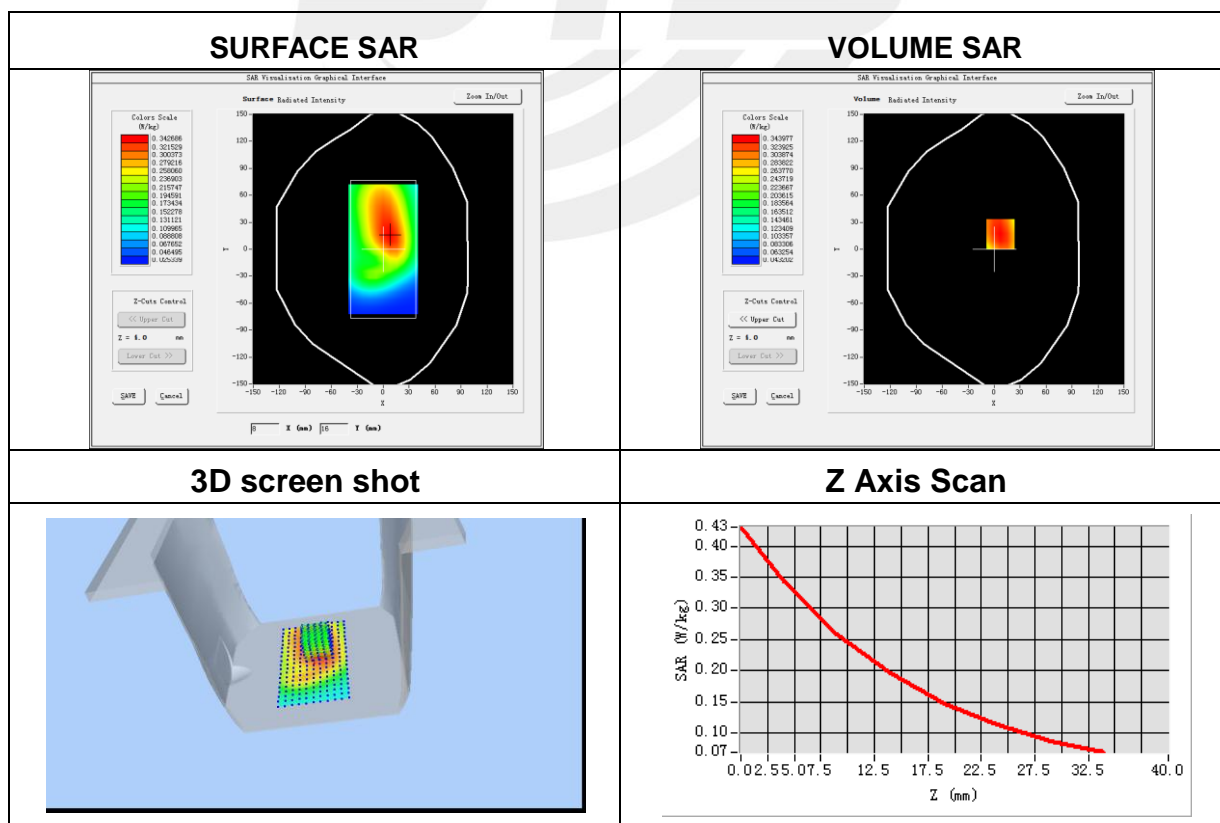 SURFACE SAR
SAR Visualisation Graphical Interface
Surface Radiated Intensity
Zoom In/Out
Colors Scale
(W/kg)
0.342686
0.321529
0.300373
0.279216
0.258060
0.236903
0.215747
0.194591
0.173434
0.152278
0.131121
0.109965
0.088808
0.067652
0.046495
0.025339
Z-Cuts Control
<< Upper Cut
Z = mm
Lower Cut >>
SAVE Cancel
150
120
90
60
30
0
-30
-60
-90
-120
-150
Y
-150 -120 -90 -60 -30 0 30 60 90 120 150
X
8 X (mm) 16 Y (mm)
VOLUME SAR
SAR Visualisation Graphical Interface
Volume Radiated Intensity
Zoom In/Out
Colors Scale
(W/kg)
0.343977
0.323925
0.303874
0.283822
0.263770
0.243719
0.223667
0.203615
0.183564
0.163512
0.143461
0.123409
0.103357
0.083306
0.063254
0.043202
Z-Cuts Control
<< Upper Cut
Z = mm
Lower Cut >>
SAVE Cancel
150
120
90
60
30
0
-30
-60
-90
-120
-150
Y
-150 -120 -90 -60 -30 0 30 60 90 120 150
X
3D screen shot
Z Axis Scan
0.43
0.40
0.35
0.30
0.25
0.20
0.15
0.10
0.07
SAR (W/kg)
0.0 2.5 5.0 7.5 12.5 17.5 22.5 27.5 32.5 40.0
Z (mm)